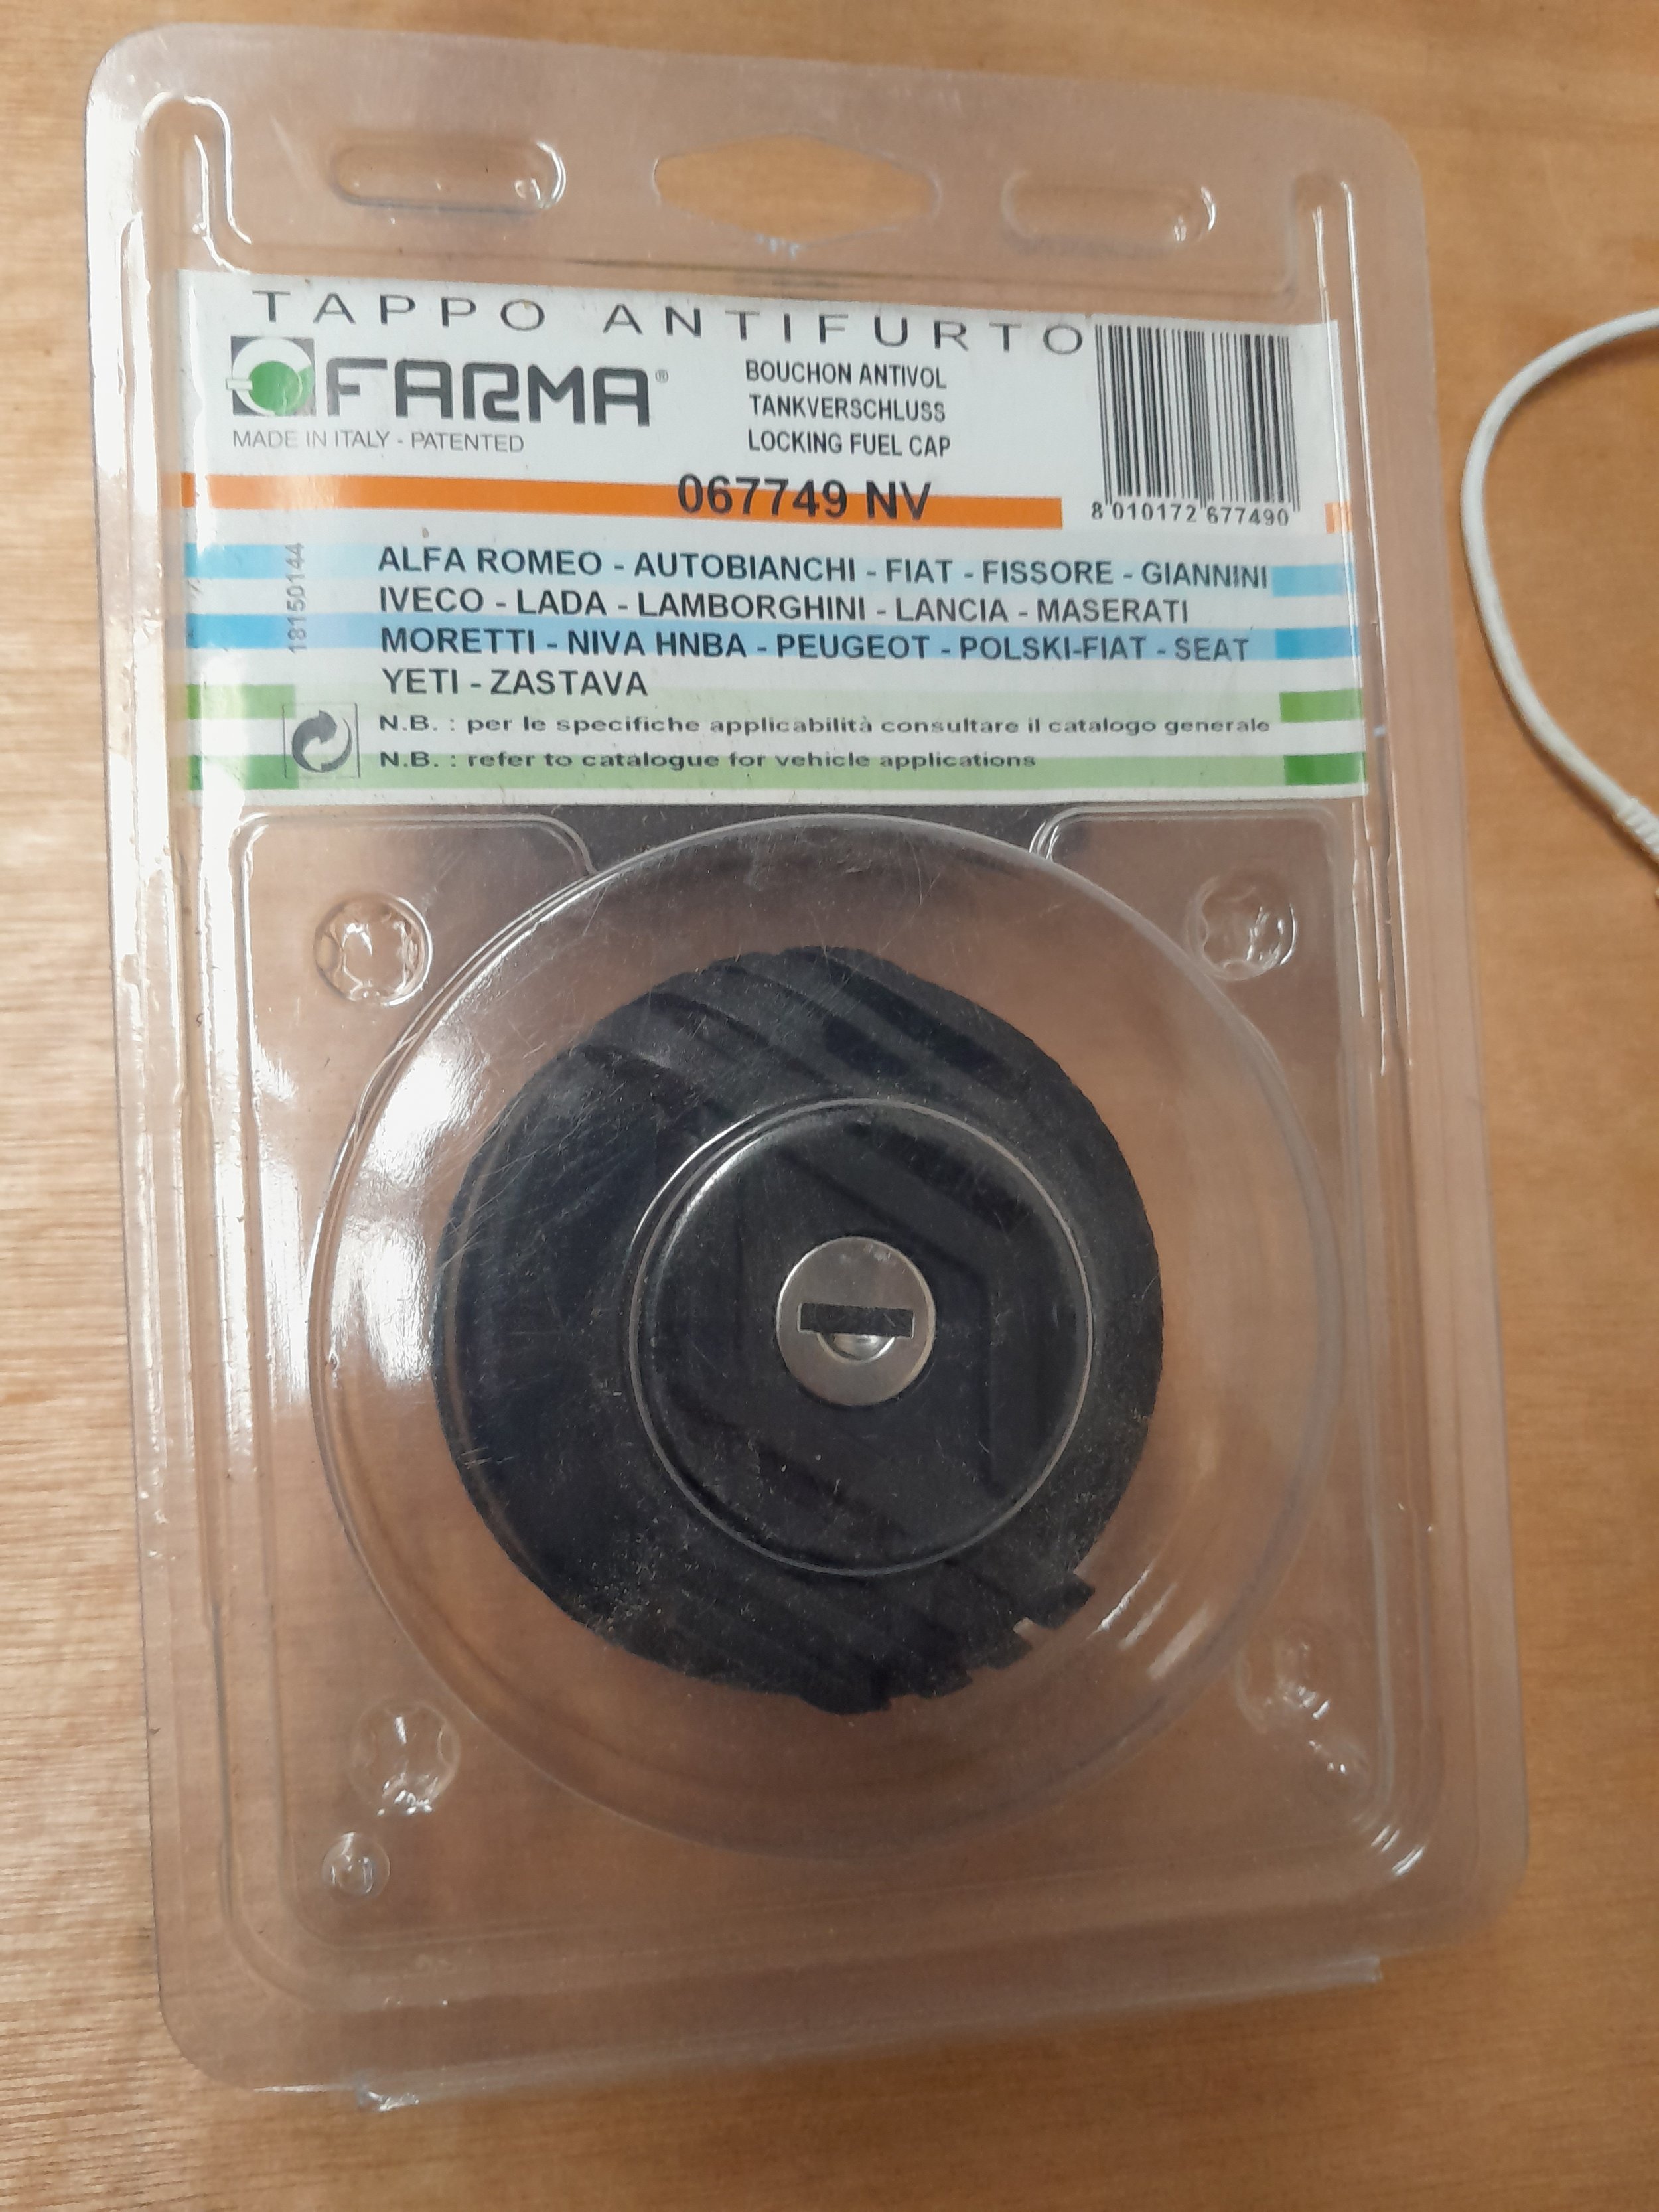 TAPPO ANTIFURTO
FARMA®
MADE IN ITALY - PATENTED
BOUCHON ANTIVOL
TANKVERSCHLUSS
LOCKING FUEL CAP
067749 NV
8 010172 677490
18150144
ALFA ROMEO - AUTOBIANCHI - FIAT - FISSORE - GIANNINI
IVECO - LADA - LAMBORGHINI - LANCIA - MASERATI
MORETTI - NIVA HNBA - PEUGEOT - POLSKI-FIAT - SEAT
YETI - ZASTAVA
N.B. : per le specifiche applicabilità consultare il catalogo generale
N.B. : refer to catalogue for vehicle applications